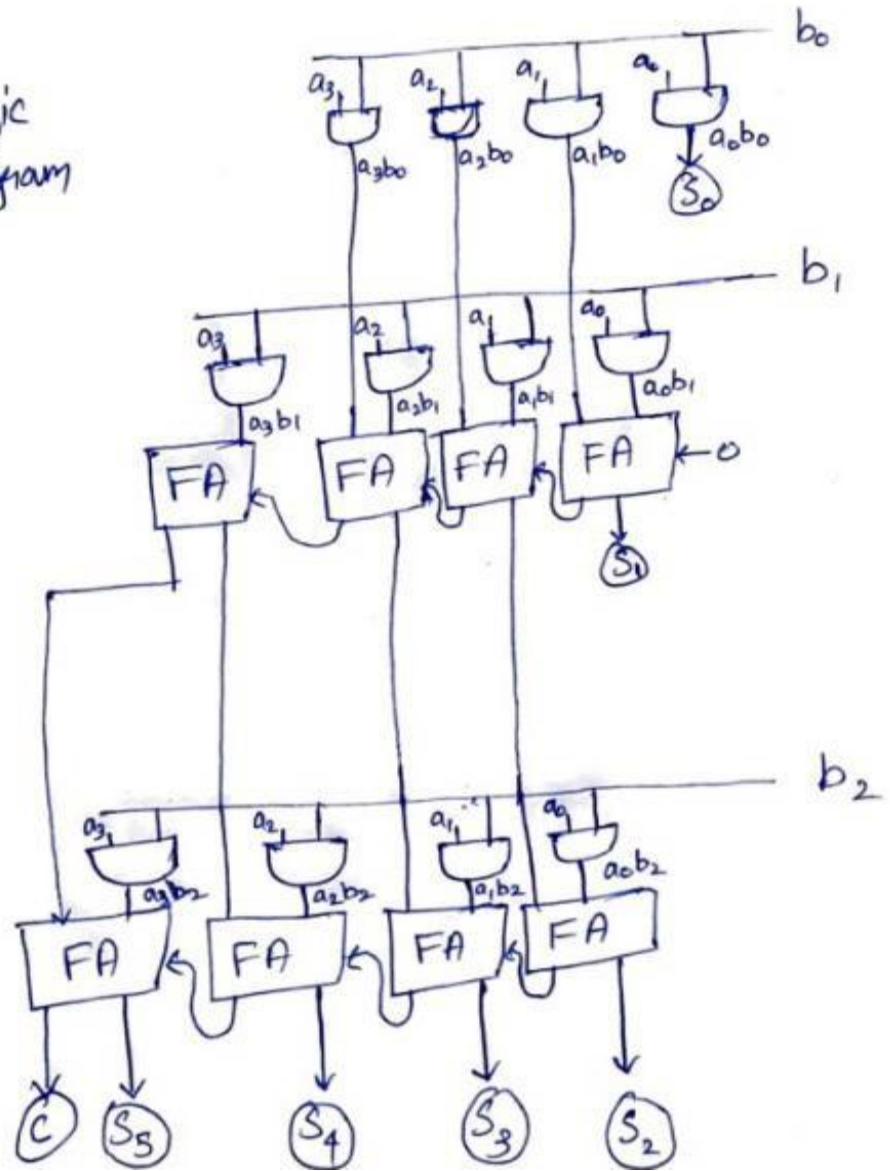 b₀
a₃ a₂ a₁ a₀
a₃b₀ a₂b₀ a₁b₀ a₀b₀
S₀
b₁
a₃ a₂ a₁ a₀
a₃b₁ a₂b₁ a₁b₁ a₀b₁
FA FA FA FA 0
S₁
b₂
a₃ a₂ a₁ a₀
a₃b₂ a₂b₂ a₁b₂ a₀b₂
FA FA FA FA
C S₅ S₄ S₃ S₂